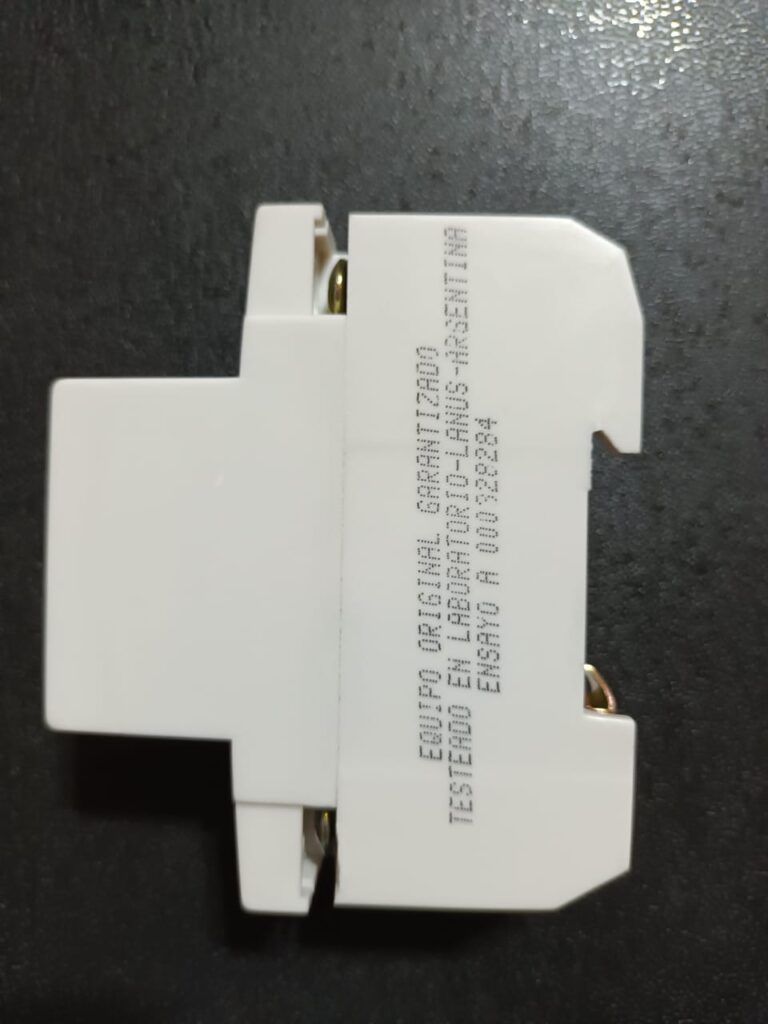 EQUIPO ORIGINAL GARANTIZADO
TESTEADO EN LABORATORIO-LANUS-ARGENTINA
ENSAYO A 000328284